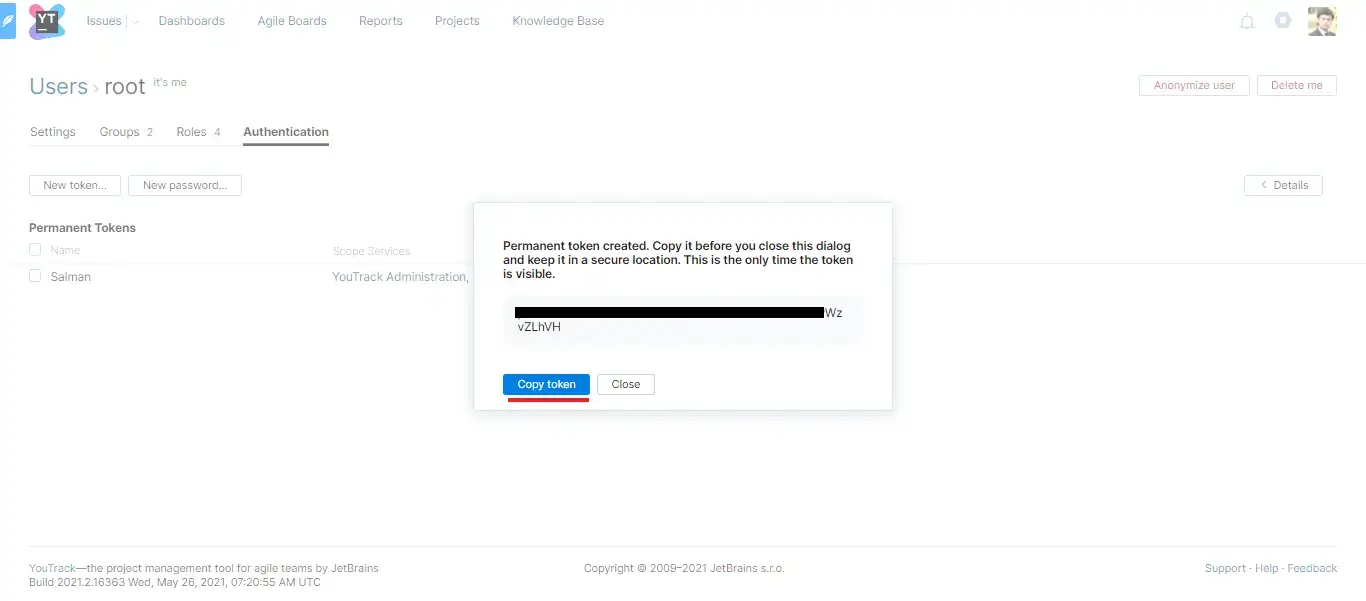 YT
Issues
Dashboards
Agile Boards
Reports
Projects
Knowledge Base
Users › root it's me
Anonymize user
Delete me
Settings
Groups 2
Roles 4
Authentication
New token...
New password...
Details
Permanent Tokens
Name
Scope Services
Salman
YouTrack Administration,
Permanent token created. Copy it before you close this dialog
and keep it in a secure location. This is the only time the token
is visible.
Wz
vZLhVH
Copy token
Close
YouTrack—the project management tool for agile teams by JetBrains
Build 2021.2.16363 Wed, May 26, 2021, 07:20:55 AM UTC
Copyright © 2009–2021 JetBrains s.r.o.
Support · Help · Feedback